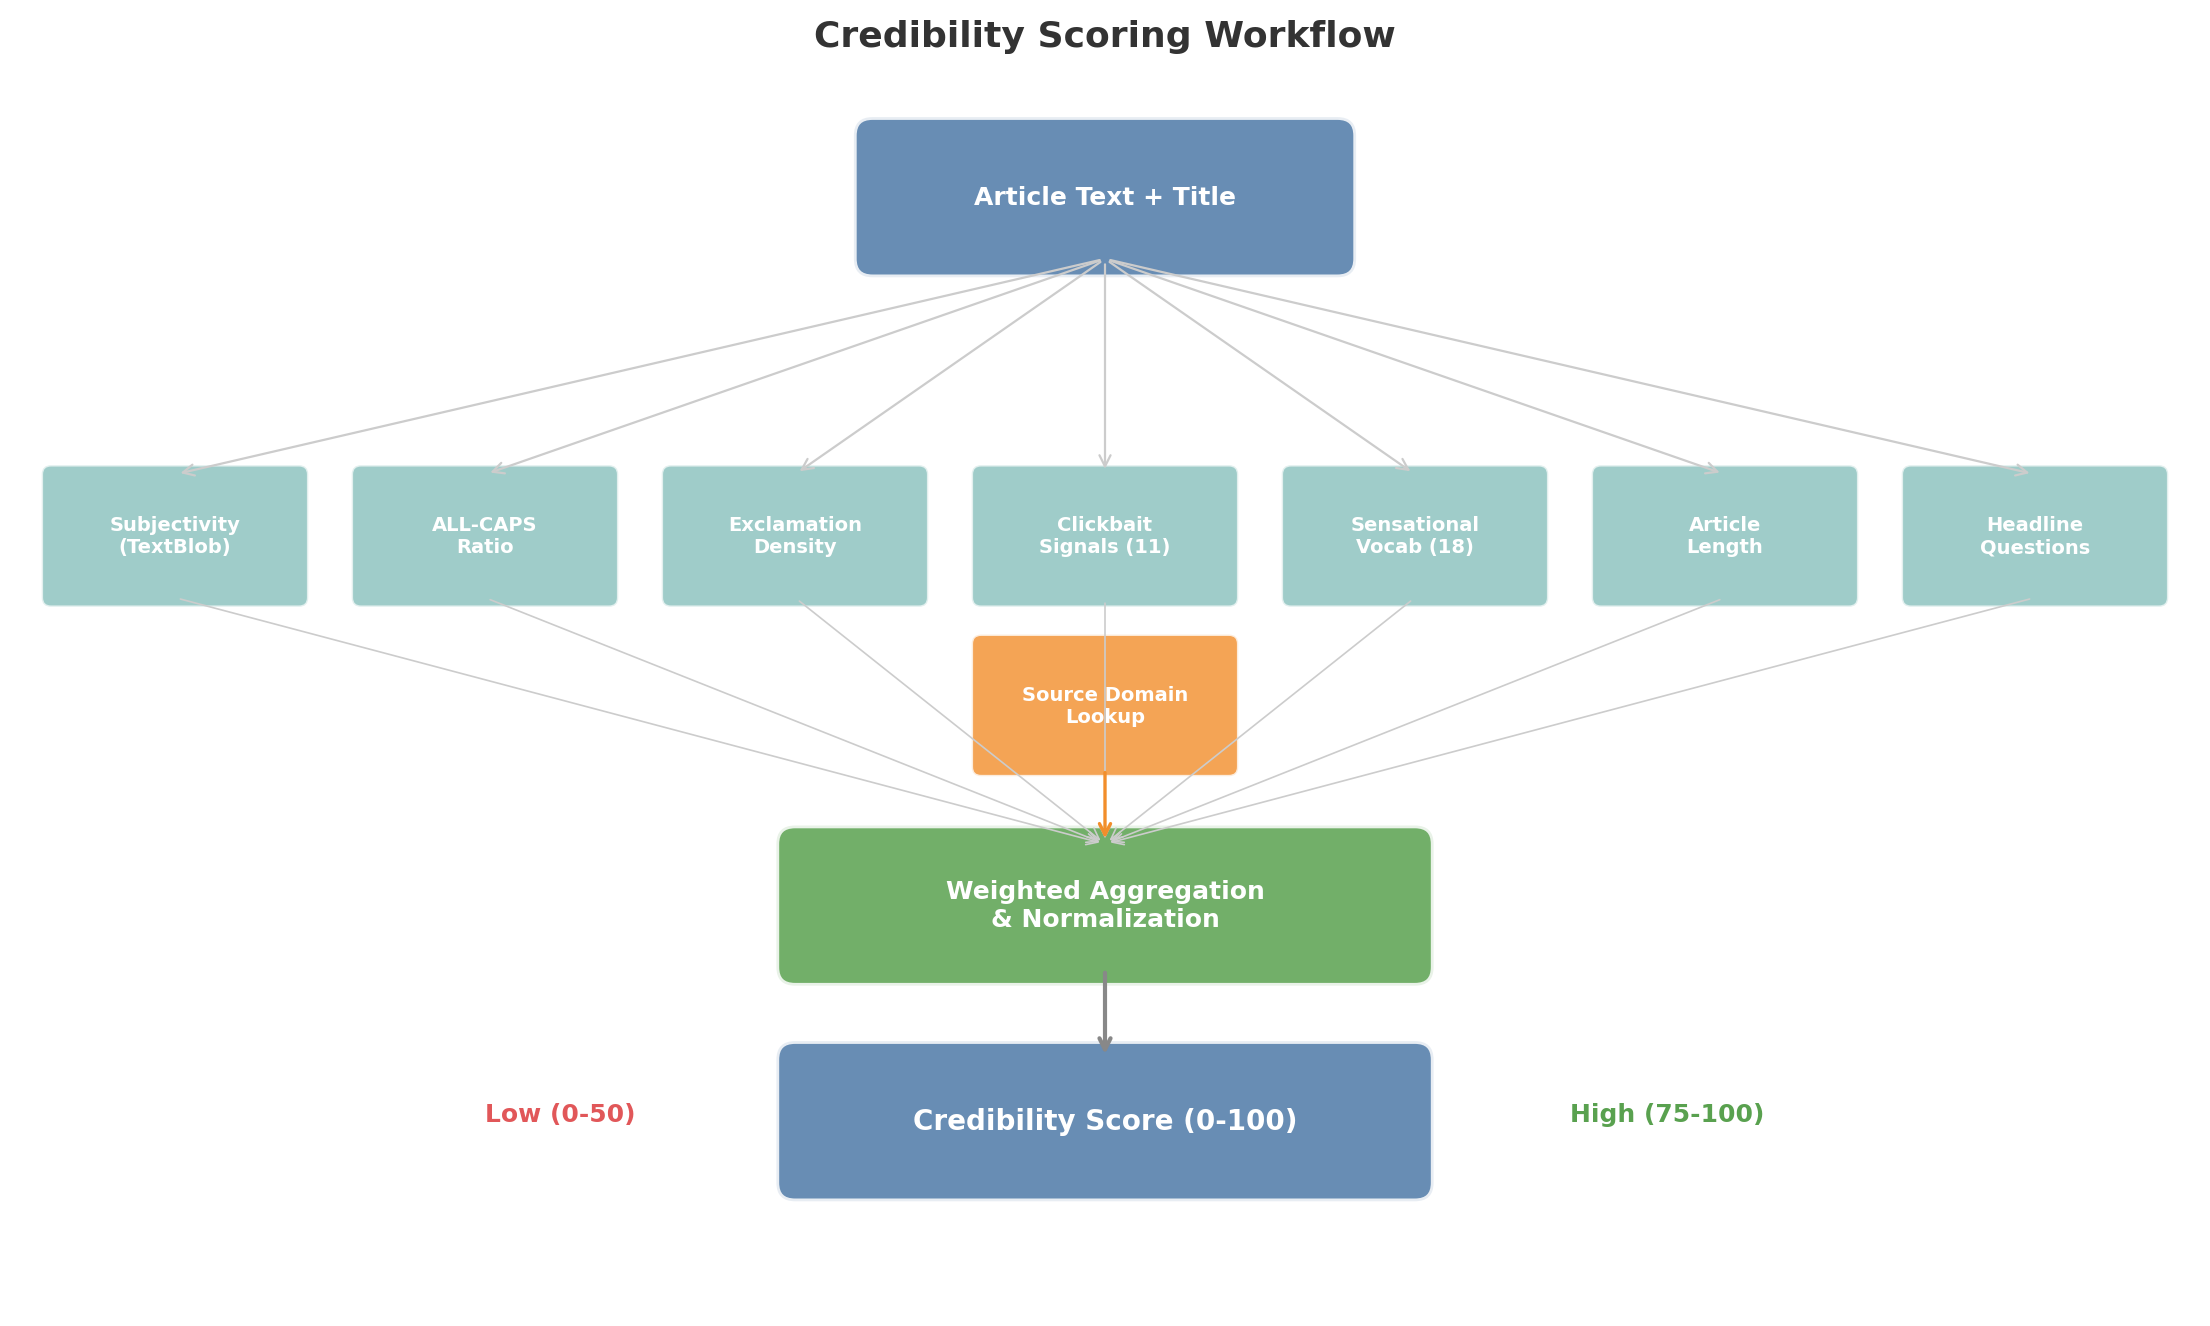 Credibility Scoring Workflow
Article Text + Title
Subjectivity
(TextBlob)
ALL-CAPS
Ratio
Exclamation
Density
Clickbait
Signals (11)
Sensational
Vocab (18)
Article
Length
Headline
Questions
Source Domain
Lookup
Weighted Aggregation
& Normalization
Low (0-50)
Credibility Score (0-100)
High (75-100)